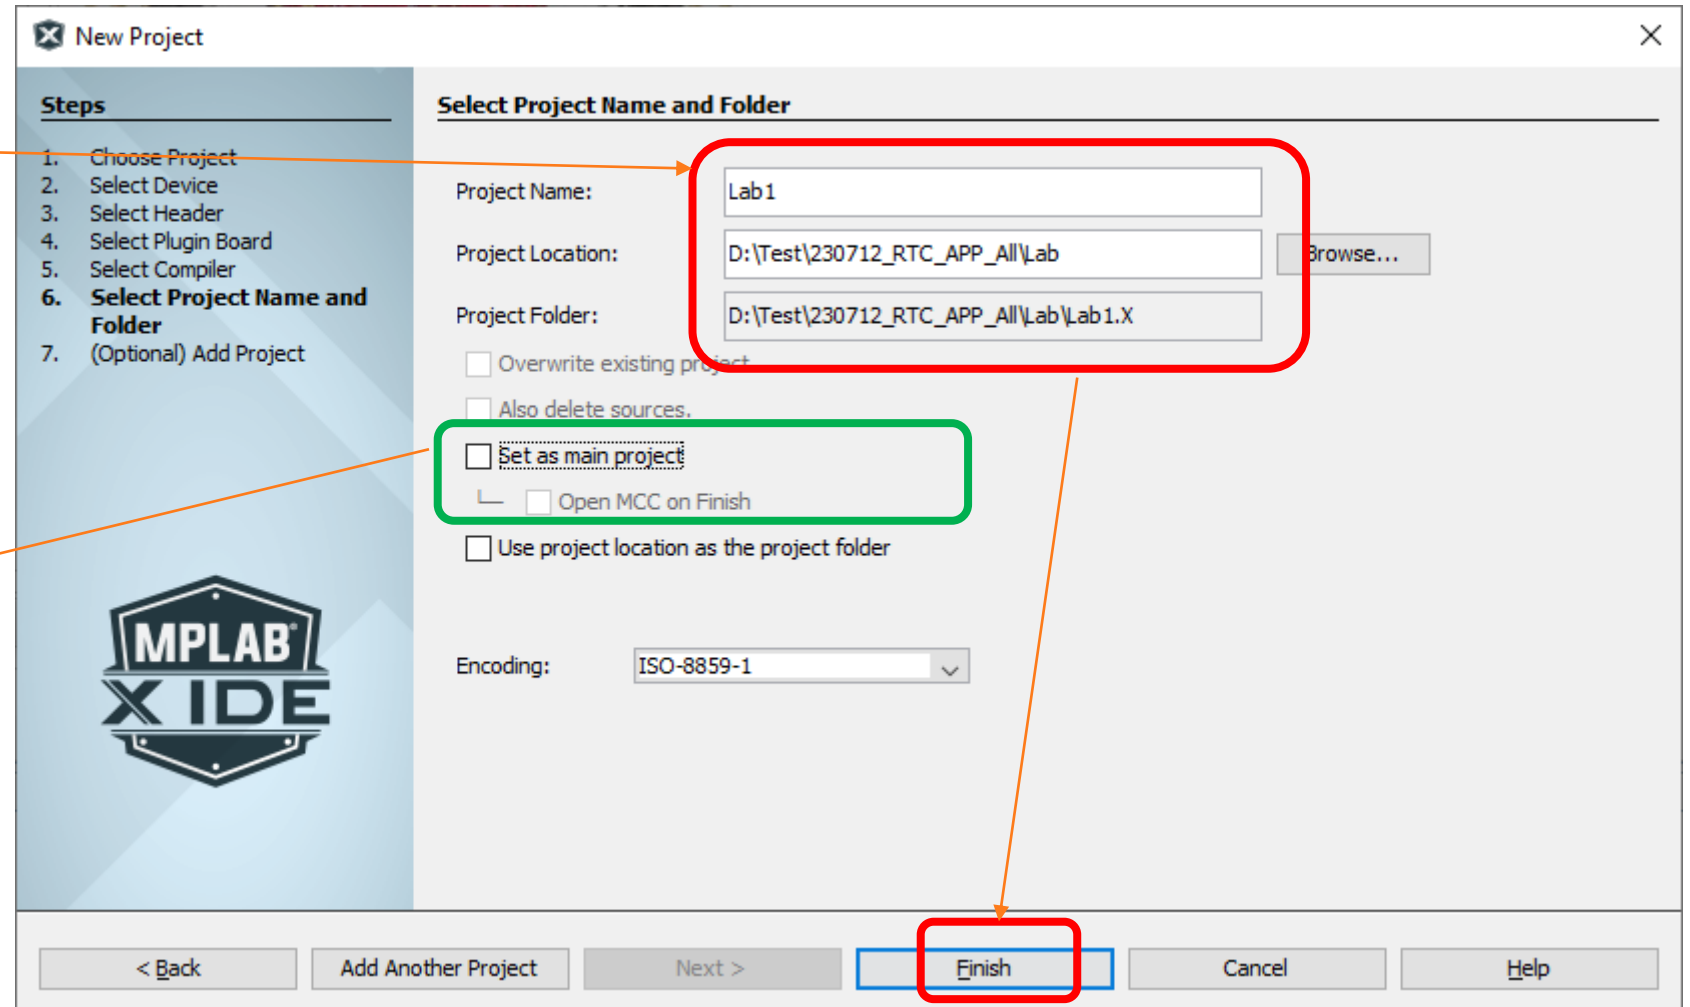 New Project
Steps
1. Choose Project
2. Select Device
3. Select Header
4. Select Plugin Board
5. Select Compiler
6. Select Project Name and
Folder
7. (Optional) Add Project
MPLAB®
X IDE
Select Project Name and Folder
Project Name: Lab1
Project Location: D:\Test\230712_RTC_APP_All\Lab Browse...
Project Folder: D:\Test\230712_RTC_APP_All\Lab\Lab1.X
Overwrite existing project
Also delete sources.
Set as main project
Open MCC on Finish
Use project location as the project folder
Encoding: ISO-8859-1
< Back Add Another Project Next > Finish Cancel Help